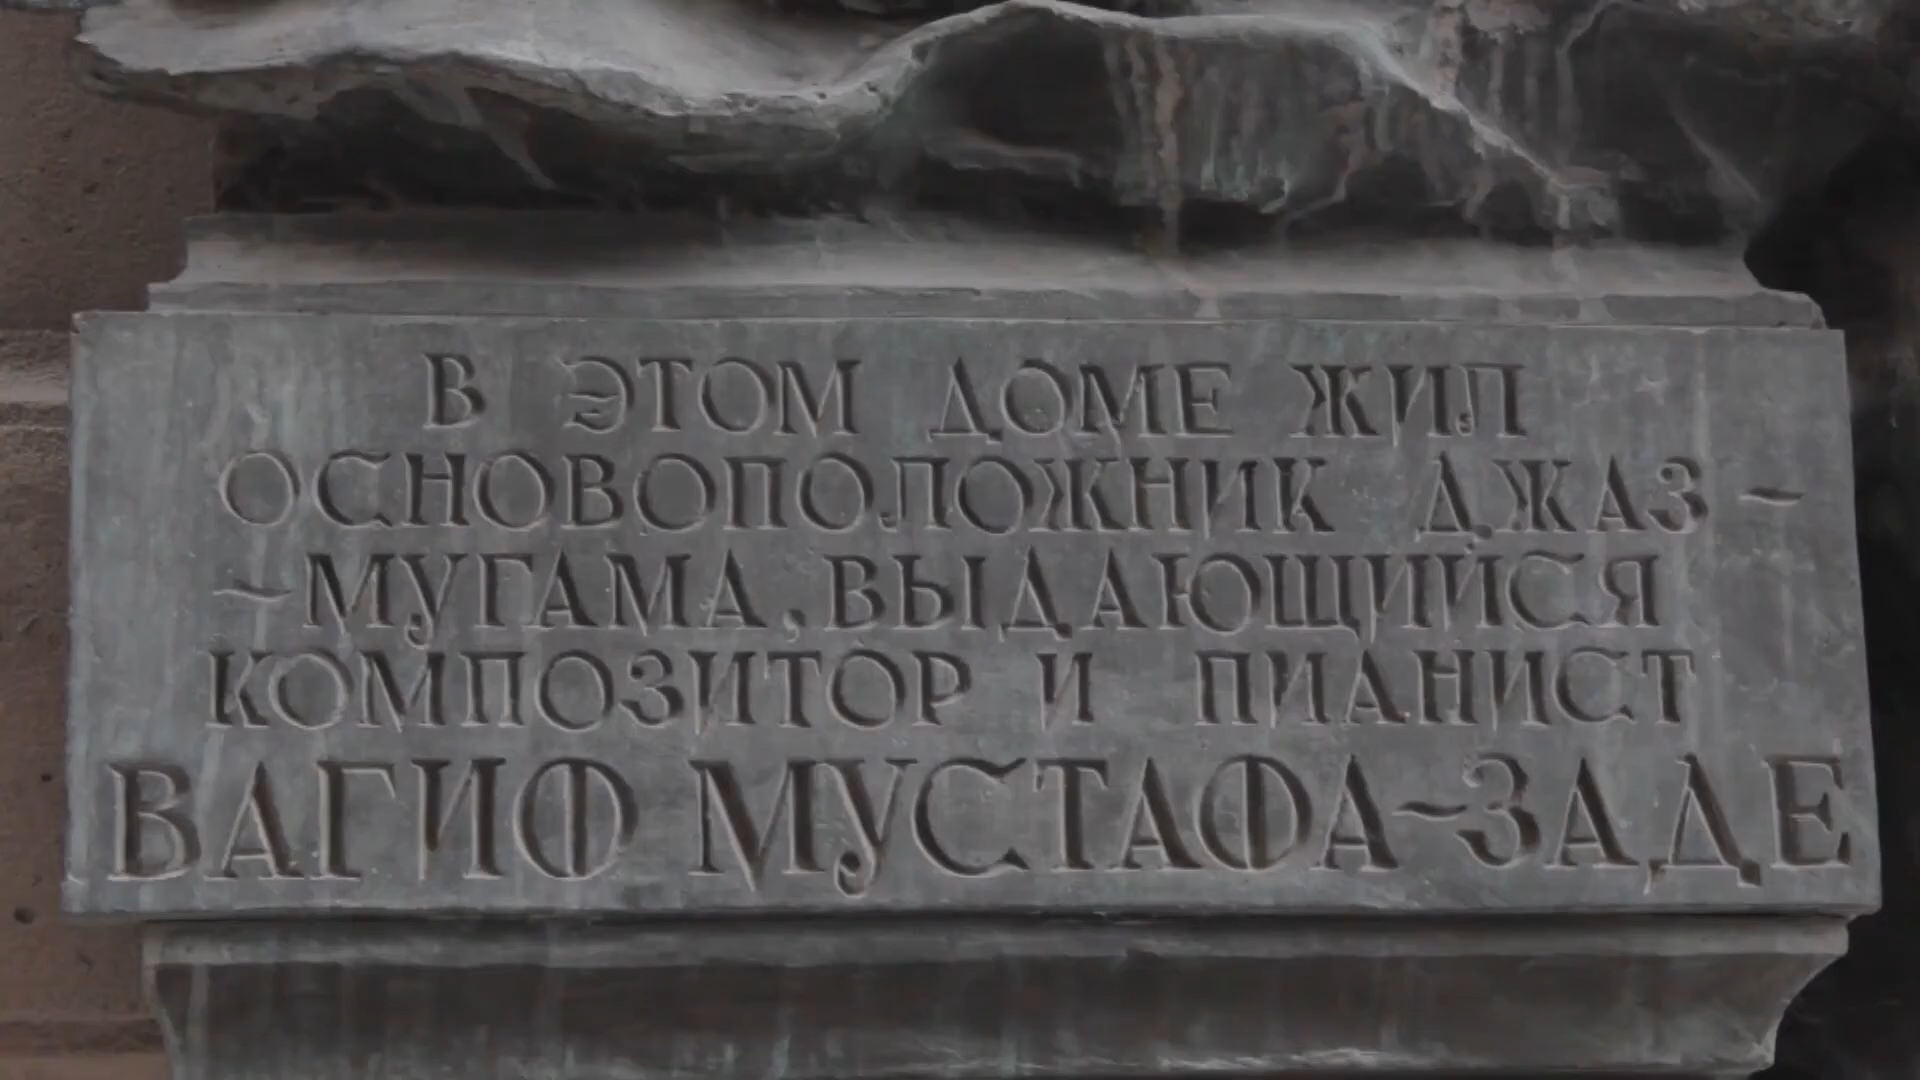 В ЭТОМ ДОМЕ ЖИЛ
ОСНОВОПОЛОЖНИК ДЖАЗ-
-МУГАМА, ВЫДАЮЩИЙСЯ
КОМПОЗИТОР И ПИАНИСТ
ВАГИФ МУСТАФА-ЗАДЕ